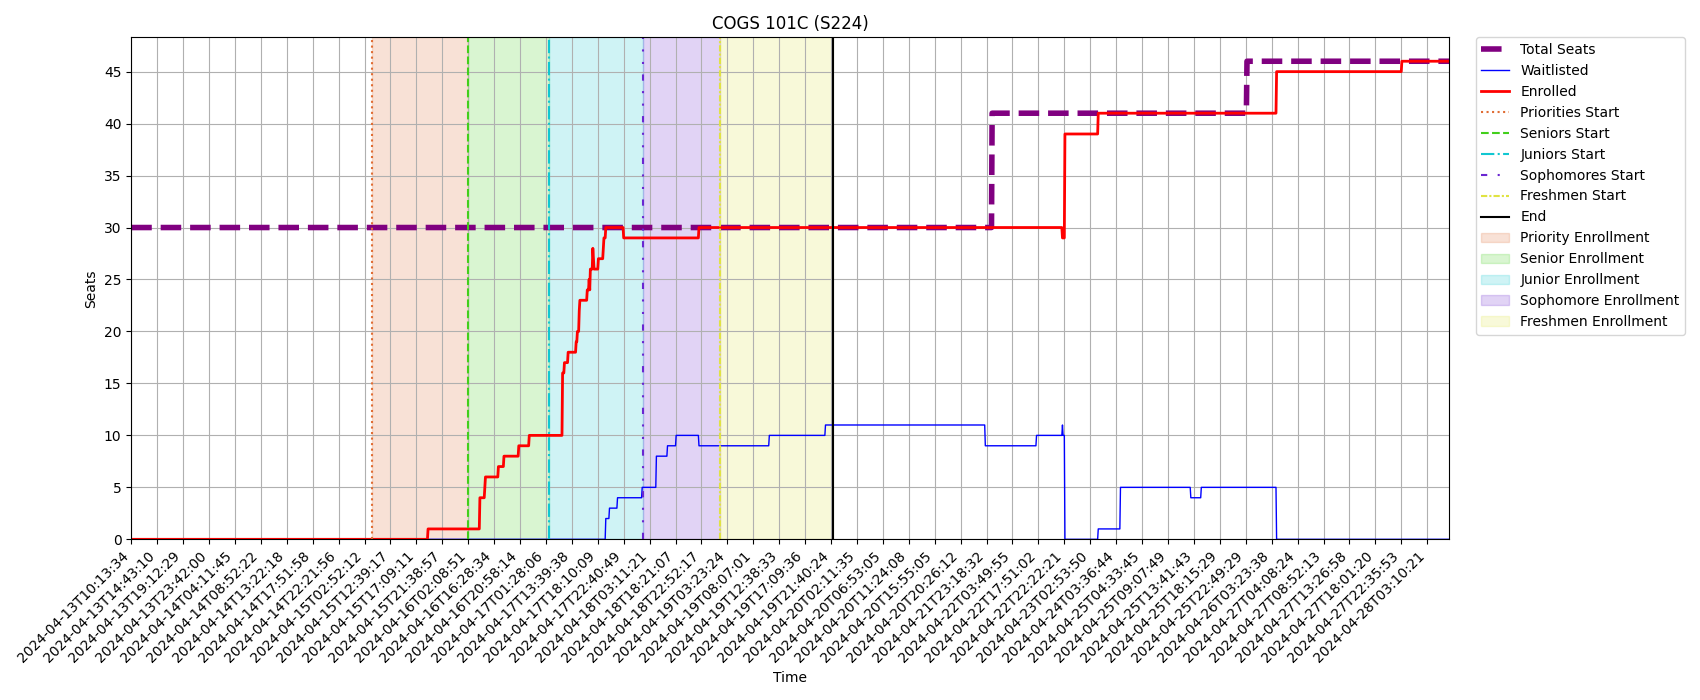 COGS 101C (S224)
Seats
45
40
35
30
25
20
15
10
5
0
2024-04-13T10:13:34
2024-04-13T14:43:10
2024-04-13T19:12:29
2024-04-13T23:42:00
2024-04-14T04:11:45
2024-04-14T08:52:22
2024-04-14T13:22:18
2024-04-14T17:51:58
2024-04-14T22:21:56
2024-04-15T02:52:12
2024-04-15T12:39:17
2024-04-15T17:09:11
2024-04-15T21:38:57
2024-04-16T02:08:51
2024-04-16T16:28:34
2024-04-16T20:58:14
2024-04-17T01:28:06
2024-04-17T13:39:38
2024-04-17T18:10:09
2024-04-17T22:40:49
2024-04-18T03:11:21
2024-04-18T18:21:07
2024-04-18T22:52:17
2024-04-19T03:23:24
2024-04-19T08:07:01
2024-04-19T12:38:33
2024-04-19T17:09:36
2024-04-19T21:40:24
2024-04-20T02:11:35
2024-04-20T06:53:05
2024-04-20T11:24:08
2024-04-20T15:55:05
2024-04-20T20:26:12
2024-04-21T23:18:32
2024-04-22T03:49:55
2024-04-22T17:51:02
2024-04-22T22:22:21
2024-04-23T02:53:50
2024-04-24T03:36:44
2024-04-25T04:33:45
2024-04-25T09:07:49
2024-04-25T13:41:43
2024-04-25T18:15:29
2024-04-25T22:49:29
2024-04-26T03:23:38
2024-04-27T04:08:24
2024-04-27T08:52:13
2024-04-27T13:26:58
2024-04-27T18:01:20
2024-04-27T22:35:53
2024-04-28T03:10:21
Time
Total Seats
Waitlisted
Enrolled
Priorities Start
Seniors Start
Juniors Start
Sophomores Start
Freshmen Start
End
Priority Enrollment
Senior Enrollment
Junior Enrollment
Sophomore Enrollment
Freshmen Enrollment